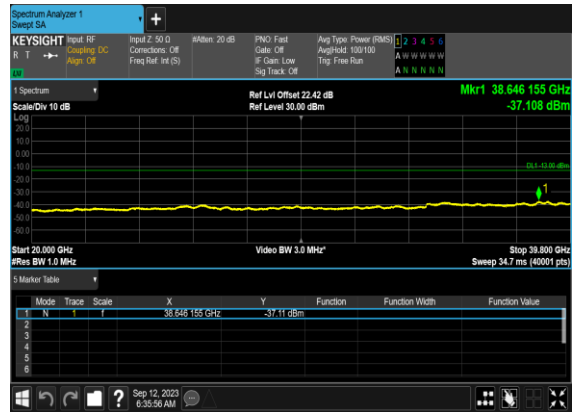 Spectrum Analyzer 1
Swept SA
KEYSIGHT
R T
Input: RF
Coupling: DC
Align: Off
Input Z: 50 Ω
Corrections: Off
Freq Ref: Int (S)
#Atten: 20 dB
PNO: Fast
Gate: Off
IF Gain: Low
Sig Track: Off
Avg Type: Power (RMS)
Avg|Hold: 100/100
Trig: Free Run
1 2 3 4 5 6
A W W W W W
A N N N N N
1 Spectrum
Scale/Div 10 dB
Ref Lvl Offset 22.42 dB
Ref Level 30.00 dBm
Mkr1 38.646 155 GHz
-37.108 dBm
Log
20.0
10.0
0.00
-10.0
-20.0
-30.0
-40.0
-50.0
-60.0
DL1 -13.00 dBm
1
Start 20.000 GHz
#Res BW 1.0 MHz
Video BW 3.0 MHz*
Stop 39.800 GHz
Sweep 34.7 ms (40001 pts)
5 Marker Table
Mode Trace Scale X Y Function Function Width Function Value
1 N 1 f 38.646 155 GHz -37.11 dBm
2
3
4
5
6
?
Sep 12, 2023
6:35:56 AM